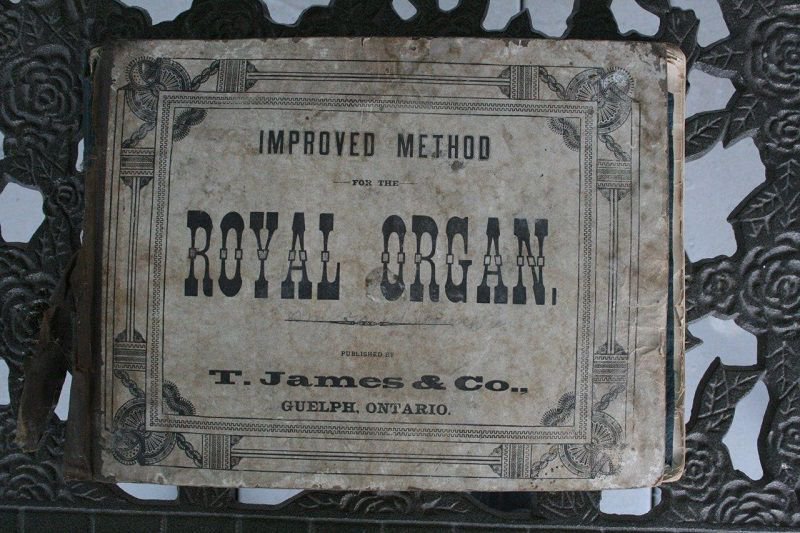 IMPROVED METHOD
FOR THE
ROYAL ORGAN,
PUBLISHED BY
T. James & Co.,
GUELPH, ONTARIO.